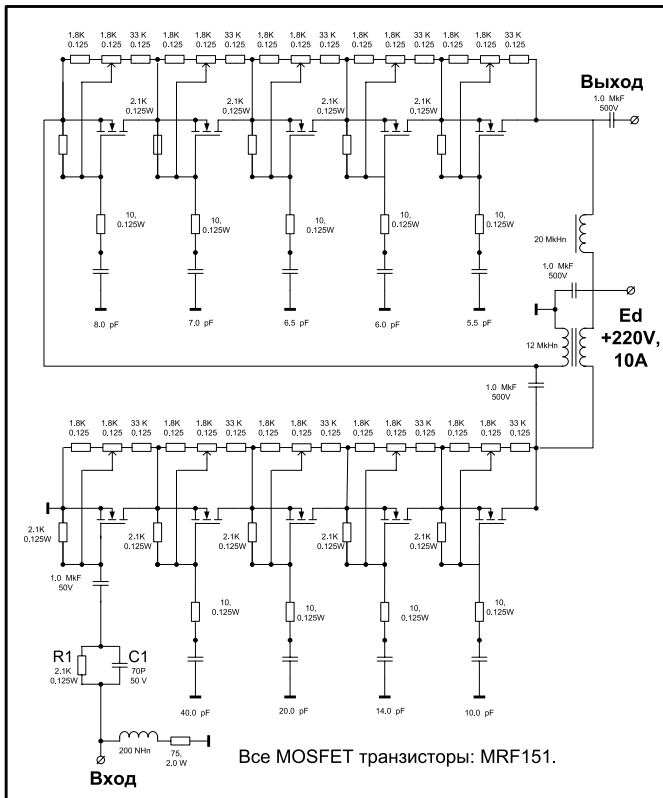 1.8K 1.8K 33 K 1.8K 1.8K 33 K 1.8K 1.8K 33 K 1.8K 1.8K 33 K 1.8K 1.8K 33 K
0.125 0.125 0.125 0.125 0.125 0.125 0.125 0.125 0.125 0.125 0.125 0.125 0.125 0.125 0.125
Выход
1.0 MkF
500V
2.1K
0.125W
2.1K
0.125W
2.1K
0.125W
2.1K
0.125W
10,
0.125W
10,
0.125W
10,
0.125W
10,
0.125W
10,
0.125W
20 MkHn
1.0 MkF
500V
8.0 pF
7.0 pF
6.5 pF
6.0 pF
5.5 pF
Ed
+220V,
10A
12 MkHn
1.0 MkF
500V
1.8K 1.8K 33 K 1.8K 1.8K 33 K 1.8K 1.8K 33 K 1.8K 1.8K 33 K 1.8K 1.8K 33 K
0.125 0.125 0.125 0.125 0.125 0.125 0.125 0.125 0.125 0.125 0.125 0.125 0.125 0.125 0.125
2.1K
0.125W
2.1K
0.125W
2.1K
0.125W
2.1K
0.125W
2.1K
0.125W
1.0 MkF
50V
10,
0.125W
10,
0.125W
10,
0.125W
10,
0.125W
R1
2.1K
0.125W
C1
70P
50 V
40.0 pF
20.0 pF
14.0 pF
10.0 pF
200 NHn
75,
2.0 W
Вход
Все MOSFET транзисторы: MRF151.